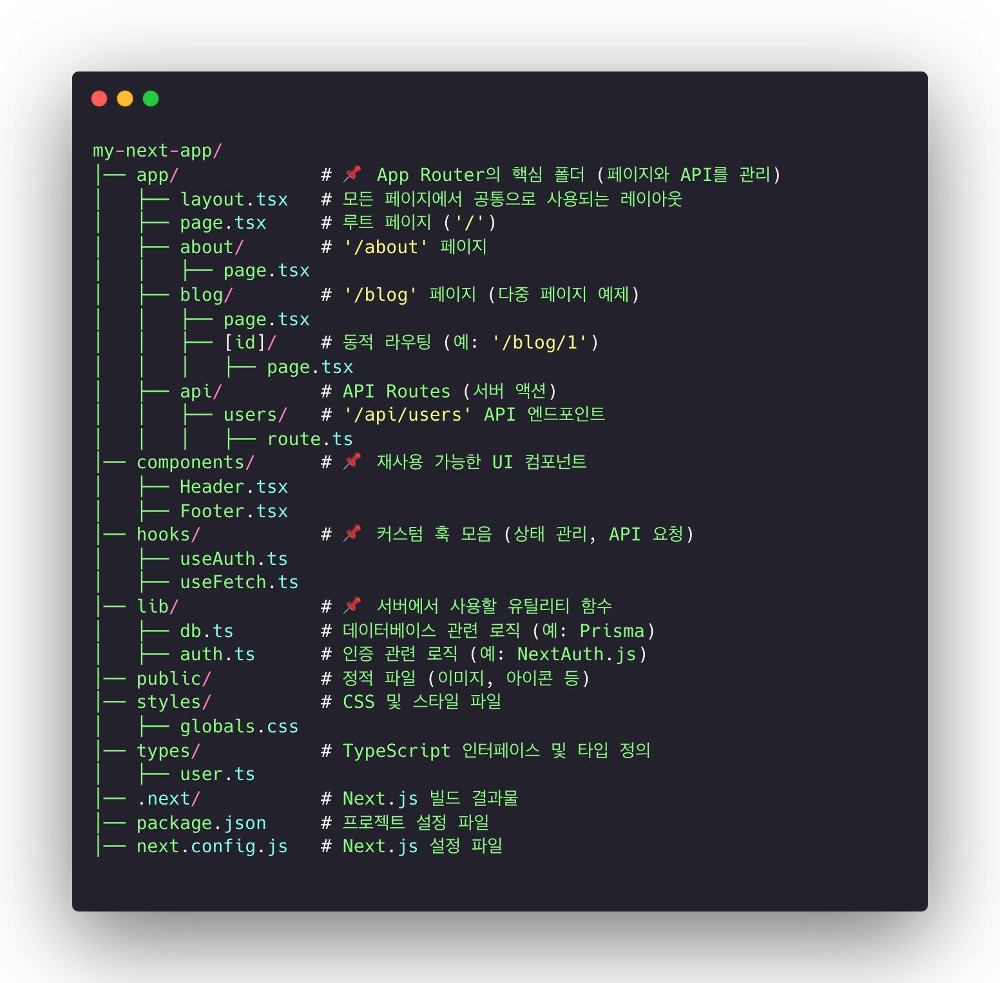 my-next-app/
│── app/             # 📌 App Router의 핵심 폴더 (페이지와 API를 관리)
│   ├── layout.tsx   # 모든 페이지에서 공통으로 사용되는 레이아웃
│   ├── page.tsx     # 루트 페이지 ('/')
│   ├── about/       # '/about' 페이지
│   │   ├── page.tsx
│   ├── blog/        # '/blog' 페이지 (다중 페이지 예제)
│   │   ├── page.tsx
│   │   ├── [id]/    # 동적 라우팅 (예: '/blog/1')
│   │   │   ├── page.tsx
│   ├── api/         # API Routes (서버 액션)
│   │   ├── users/   # '/api/users' API 엔드포인트
│   │   │   ├── route.ts
│── components/      # 📌 재사용 가능한 UI 컴포넌트
│   ├── Header.tsx
│   ├── Footer.tsx
│── hooks/           # 📌 커스텀 훅 모음 (상태 관리, API 요청)
│   ├── useAuth.ts
│   ├── useFetch.ts
│── lib/             # 📌 서버에서 사용할 유틸리티 함수
│   ├── db.ts        # 데이터베이스 관련 로직 (예: Prisma)
│   ├── auth.ts      # 인증 관련 로직 (예: NextAuth.js)
│── public/          # 정적 파일 (이미지, 아이콘 등)
│── styles/          # CSS 및 스타일 파일
│   ├── globals.css
│── types/           # TypeScript 인터페이스 및 타입 정의
│   ├── user.ts
│── .next/           # Next.js 빌드 결과물
│── package.json     # 프로젝트 설정 파일
│── next.config.js   # Next.js 설정 파일